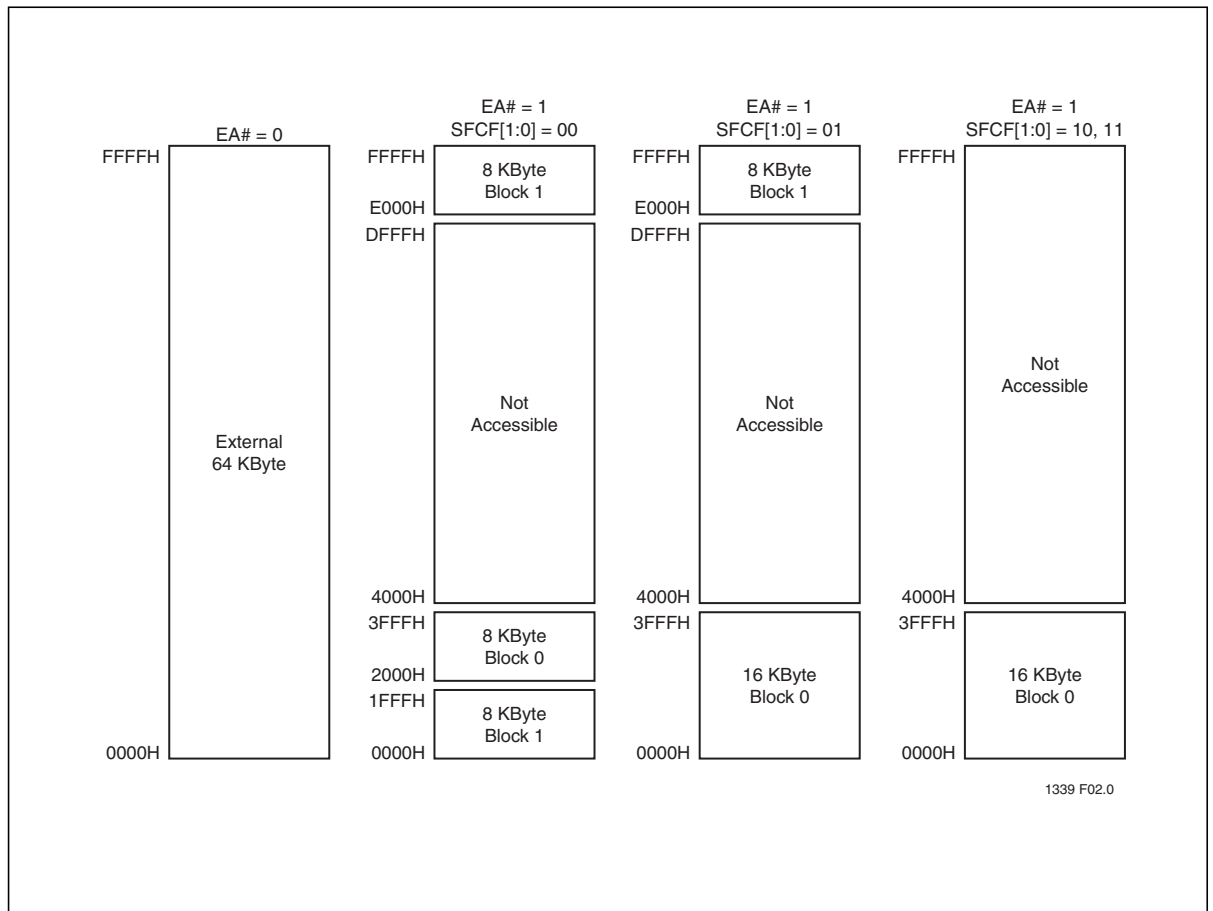 EA# = 0
FFFFH
External
64 KByte
0000H
EA# = 1
SFCF[1:0] = 00
FFFFH
8 KByte
Block 1
E000H
DFFFH
Not
Accessible
4000H
3FFFH
8 KByte
Block 0
2000H
1FFFH
8 KByte
Block 1
0000H
EA# = 1
SFCF[1:0] = 01
FFFFH
8 KByte
Block 1
E000H
DFFFH
Not
Accessible
4000H
3FFFH
16 KByte
Block 0
0000H
EA# = 1
SFCF[1:0] = 10, 11
FFFFH
Not
Accessible
4000H
3FFFH
16 KByte
Block 0
0000H
1339 F02.0